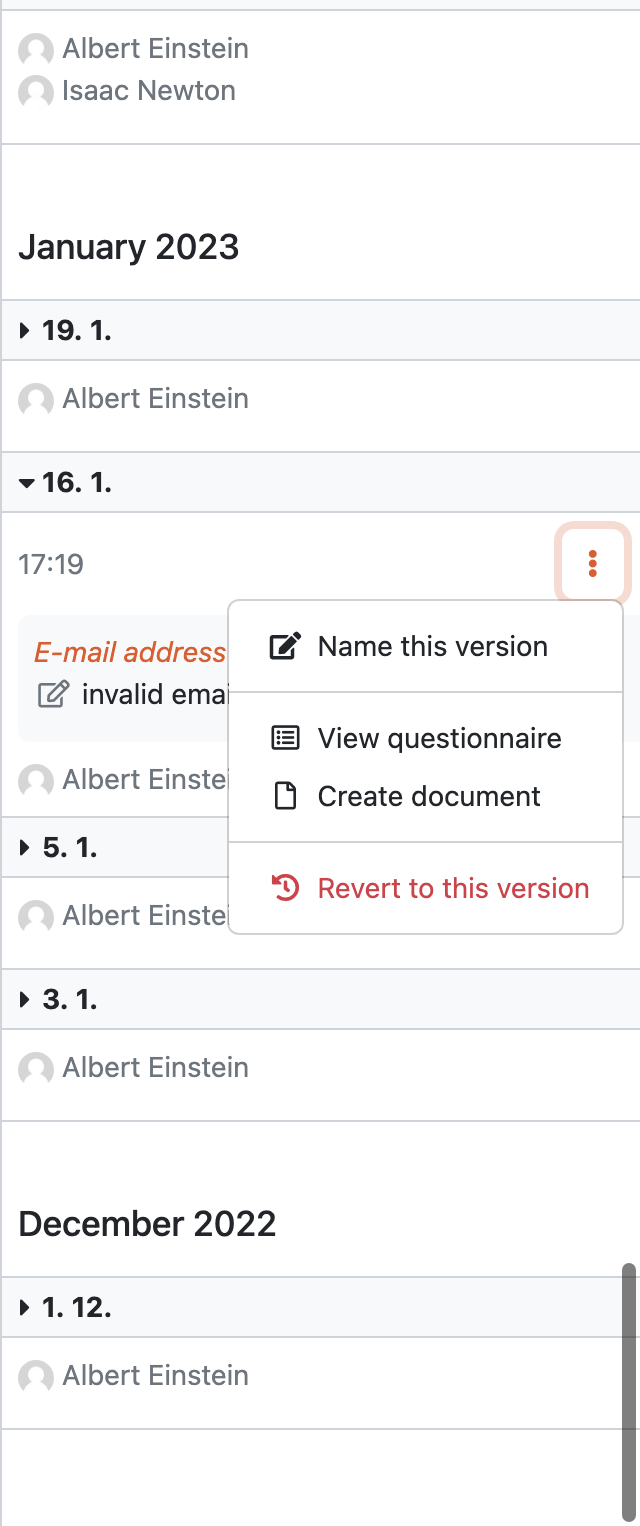 Albert Einstein
Isaac Newton
January 2023
19. 1.
Albert Einstein
16. 1.
17:19
E-mail address
invalid emai
Name this version
View questionnaire
Create document
Revert to this version
Albert Einstei
5. 1.
Albert Einstei
3. 1.
Albert Einstein
December 2022
1. 12.
Albert Einstein